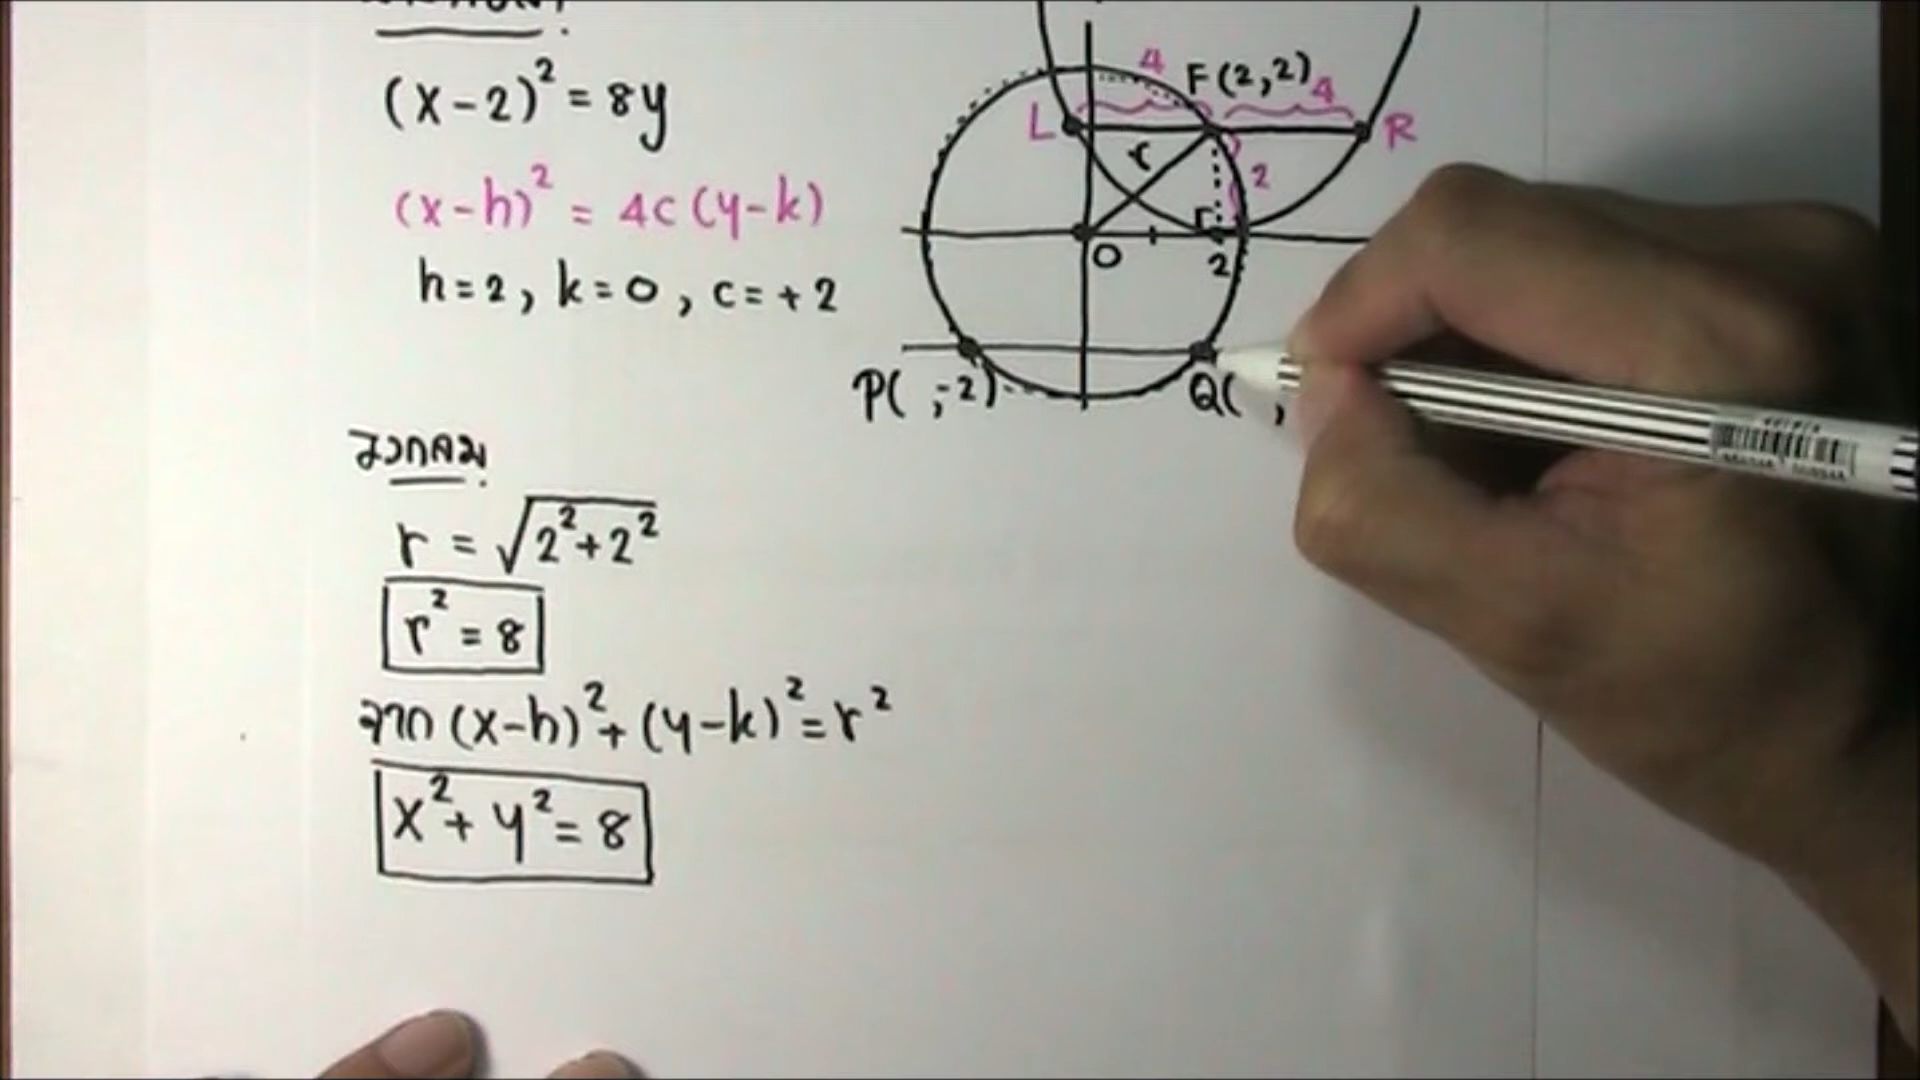 (x-2)² = 8y
(x-h)² = 4c(y-k)
h=2, k=0, c=+2
4
F(2,2)
4
L
R
r
2
0
2
P( ,-2)
Q( ,
วงกลม
r = √2²+2²
r² = 8
จาก (x-h)²+(y-k)²=r²
x²+y²=8